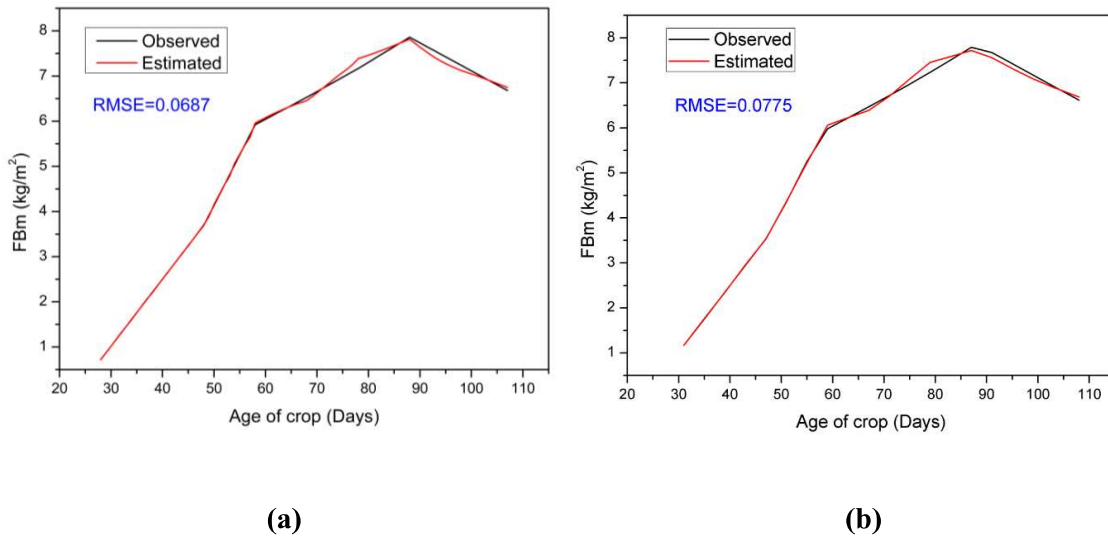 Observed
Estimated
RMSE=0.0687
FBm (kg/m²)
8
7
6
5
4
3
2
1
20 30 40 50 60 70 80 90 100 110
Age of crop (Days)
(a)
Observed
Estimated
RMSE=0.0775
FBm (kg/m²)
8
7
6
5
4
3
2
1
20 30 40 50 60 70 80 90 100 110
Age of crop (Days)
(b)